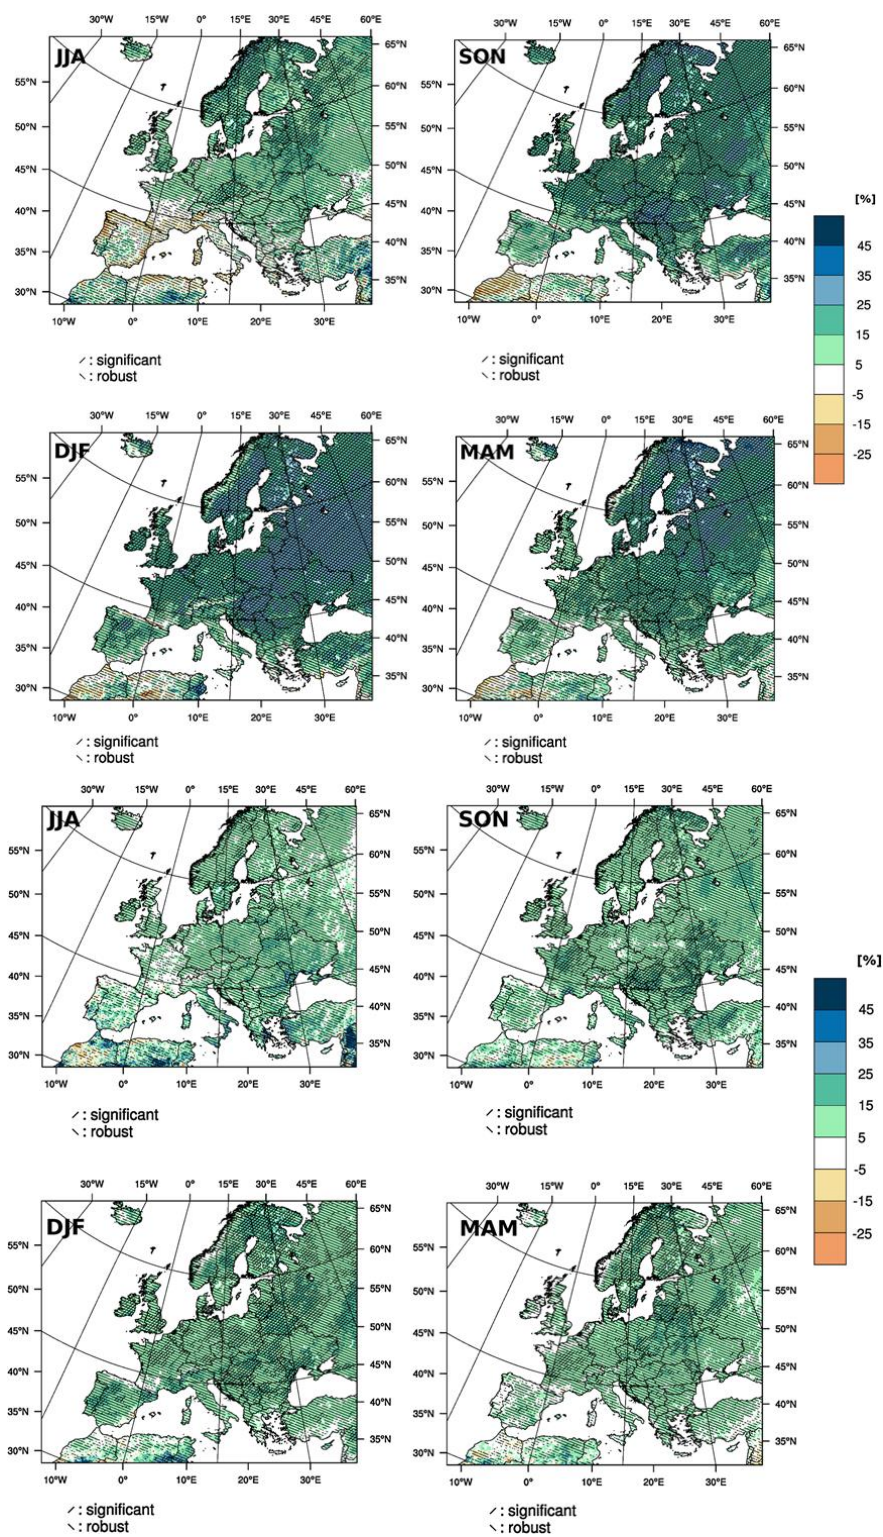 30°W 15°W 0° 15°E 30°E 45°E 60°E
JJA
55°N 50°N 45°N 40°N 35°N 30°N
65°N 60°N 55°N 50°N 45°N 40°N 35°N
10°W 0° 10°E 20°E 30°E
⟋ : significant
⟍ : robust
30°W 15°W 0° 15°E 30°E 45°E 60°E
SON
55°N 50°N 45°N 40°N 35°N 30°N
65°N 60°N 55°N 50°N 45°N 40°N 35°N
10°W 0° 10°E 20°E 30°E
⟋ : significant
⟍ : robust
[%]
45
35
25
15
5
-5
-15
-25
30°W 15°W 0° 15°E 30°E 45°E 60°E
DJF
55°N 50°N 45°N 40°N 35°N 30°N
65°N 60°N 55°N 50°N 45°N 40°N 35°N
10°W 0° 10°E 20°E 30°E
⟋ : significant
⟍ : robust
30°W 15°W 0° 15°E 30°E 45°E 60°E
MAM
55°N 50°N 45°N 40°N 35°N 30°N
65°N 60°N 55°N 50°N 45°N 40°N 35°N
10°W 0° 10°E 20°E 30°E
⟋ : significant
⟍ : robust
30°W 15°W 0° 15°E 30°E 45°E 60°E
JJA
55°N 50°N 45°N 40°N 35°N 30°N
65°N 60°N 55°N 50°N 45°N 40°N 35°N
10°W 0° 10°E 20°E 30°E
⟋ : significant
⟍ : robust
30°W 15°W 0° 15°E 30°E 45°E 60°E
SON
55°N 50°N 45°N 40°N 35°N 30°N
65°N 60°N 55°N 50°N 45°N 40°N 35°N
10°W 0° 10°E 20°E 30°E
⟋ : significant
⟍ : robust
[%]
45
35
25
15
5
-5
-15
-25
30°W 15°W 0° 15°E 30°E 45°E 60°E
DJF
55°N 50°N 45°N 40°N 35°N 30°N
65°N 60°N 55°N 50°N 45°N 40°N 35°N
10°W 0° 10°E 20°E 30°E
⟋ : significant
⟍ : robust
30°W 15°W 0° 15°E 30°E 45°E 60°E
MAM
55°N 50°N 45°N 40°N 35°N 30°N
65°N 60°N 55°N 50°N 45°N 40°N 35°N
10°W 0° 10°E 20°E 30°E
⟋ : significant
⟍ : robust